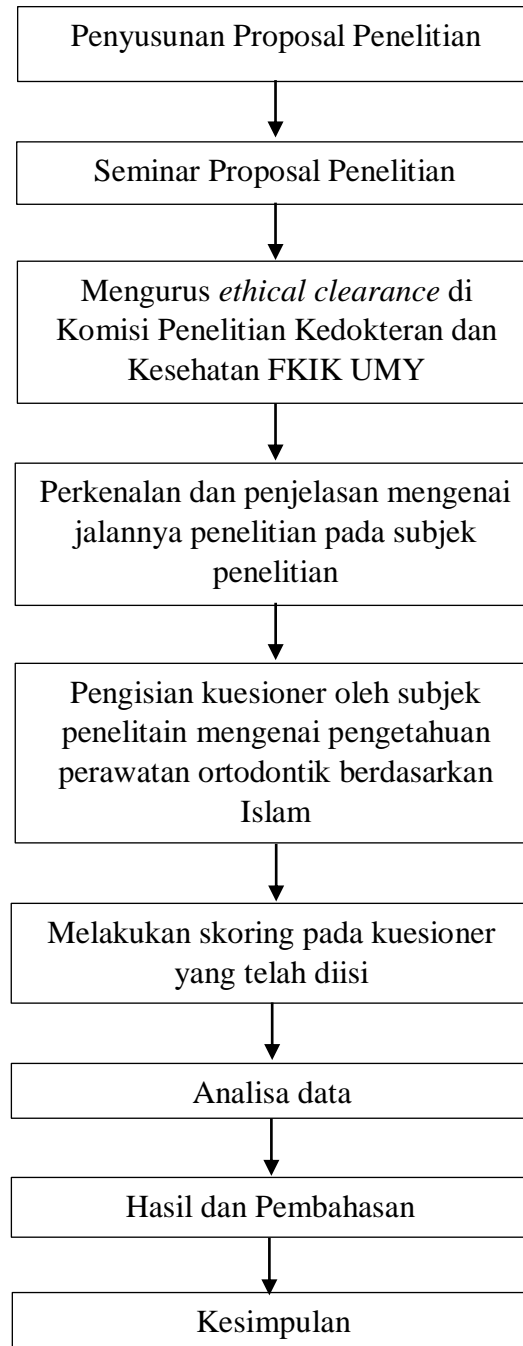 Penyusunan Proposal Penelitian
Seminar Proposal Penelitian
Mengurus ethical clearance di
Komisi Penelitian Kedokteran dan
Kesehatan FKIK UMY
Perkenalan dan penjelasan mengenai
jalannya penelitian pada subjek
penelitian
Pengisian kuesioner oleh subjek
penelitain mengenai pengetahuan
perawatan ortodontik berdasarkan
Islam
Melakukan skoring pada kuesioner
yang telah diisi
Analisa data
Hasil dan Pembahasan
Kesimpulan